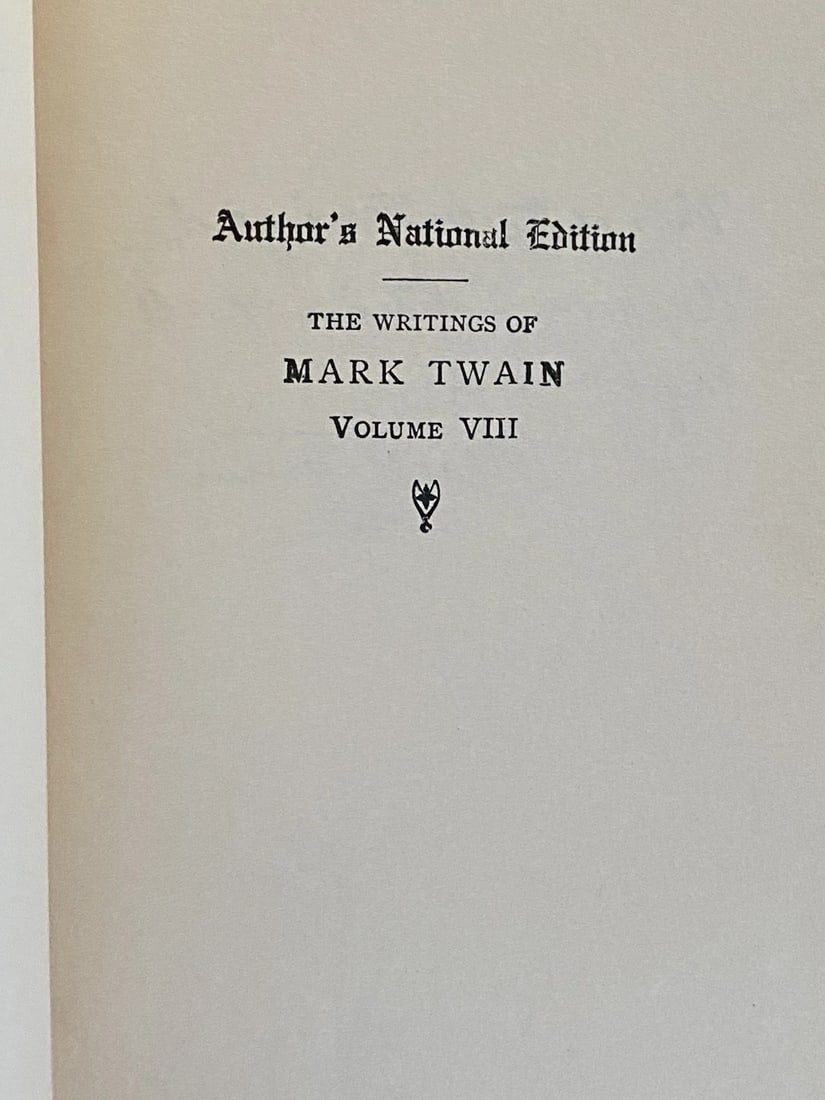 Author's National Edition
THE WRITINGS OF
MARK TWAIN
VOLUME VIII